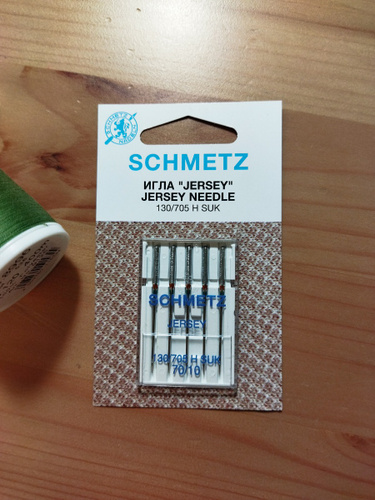 SCHMETZ
ИГЛА "JERSEY"
JERSEY NEEDLE
130/705 H SUK
SCHMETZ
JERSEY
130/705 H SUK
70/10